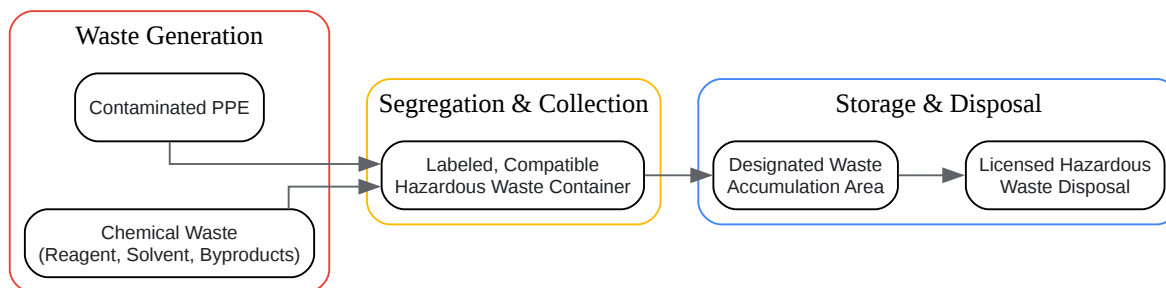 Waste Generation
Contaminated PPE
Chemical Waste
(Reagent, Solvent, Byproducts)
Segregation & Collection
Labeled, Compatible
Hazardous Waste Container
Storage & Disposal
Designated Waste
Accumulation Area
Licensed Hazardous
Waste Disposal